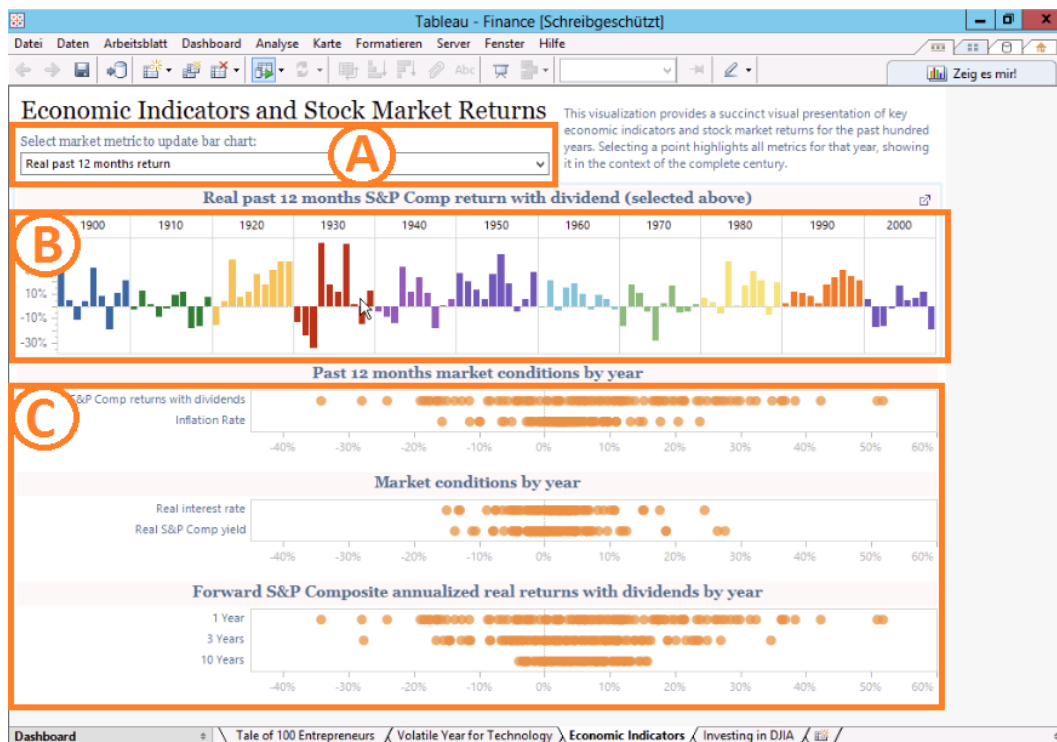 Tableau - Finance [Schreibgeschützt]
Datei Daten Arbeitsblatt Dashboard Analyse Karte Formatieren Server Fenster Hilfe
Abc
Zeig es mir!
Economic Indicators and Stock Market Returns
This visualization provides a succinct visual presentation of key
economic indicators and stock market returns for the past hundred
years. Selecting a point highlights all metrics for that year, showing
it in the context of the complete century.
Select market metric to update bar chart:
Real past 12 months return
A
Real past 12 months S&P Comp return with dividend (selected above)
B
1900 1910 1920 1930 1940 1950 1960 1970 1980 1990 2000
10%
-10%
-30%
Past 12 months market conditions by year
C
S&P Comp returns with dividends
Inflation Rate
-40% -30% -20% -10% 0% 10% 20% 30% 40% 50% 60%
Market conditions by year
Real interest rate
Real S&P Comp yield
-40% -30% -20% -10% 0% 10% 20% 30% 40% 50% 60%
Forward S&P Composite annualized real returns with dividends by year
1 Year
3 Years
10 Years
-40% -30% -20% -10% 0% 10% 20% 30% 40% 50% 60%
Dashboard Tale of 100 Entrepreneurs Volatile Year for Technology Economic Indicators Investing in DJIA